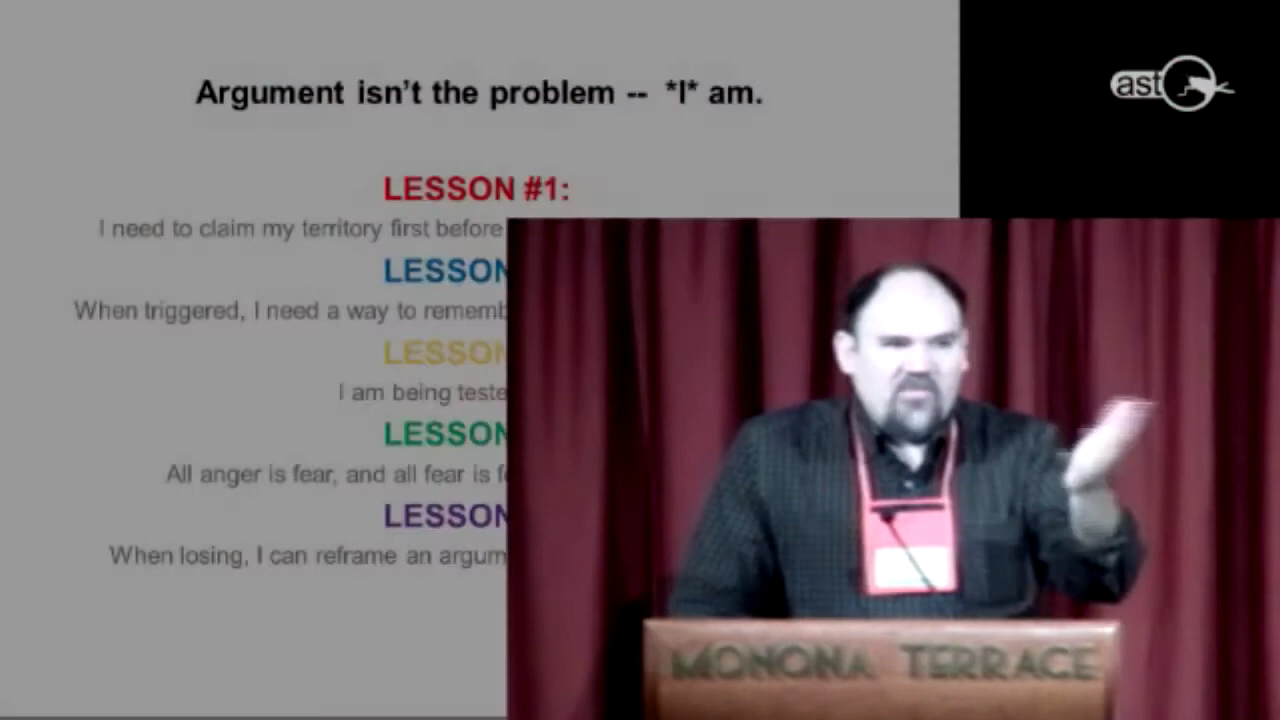 Argument isn't the problem -- *I* am.
ast
LESSON #1:
I need to claim my territory first before
LESSON
When triggered, I need a way to rememb
LESSON
I am being teste
LESSON
All anger is fear, and all fear is f
LESSON
When losing, I can reframe an argum
MONONA TERRACE